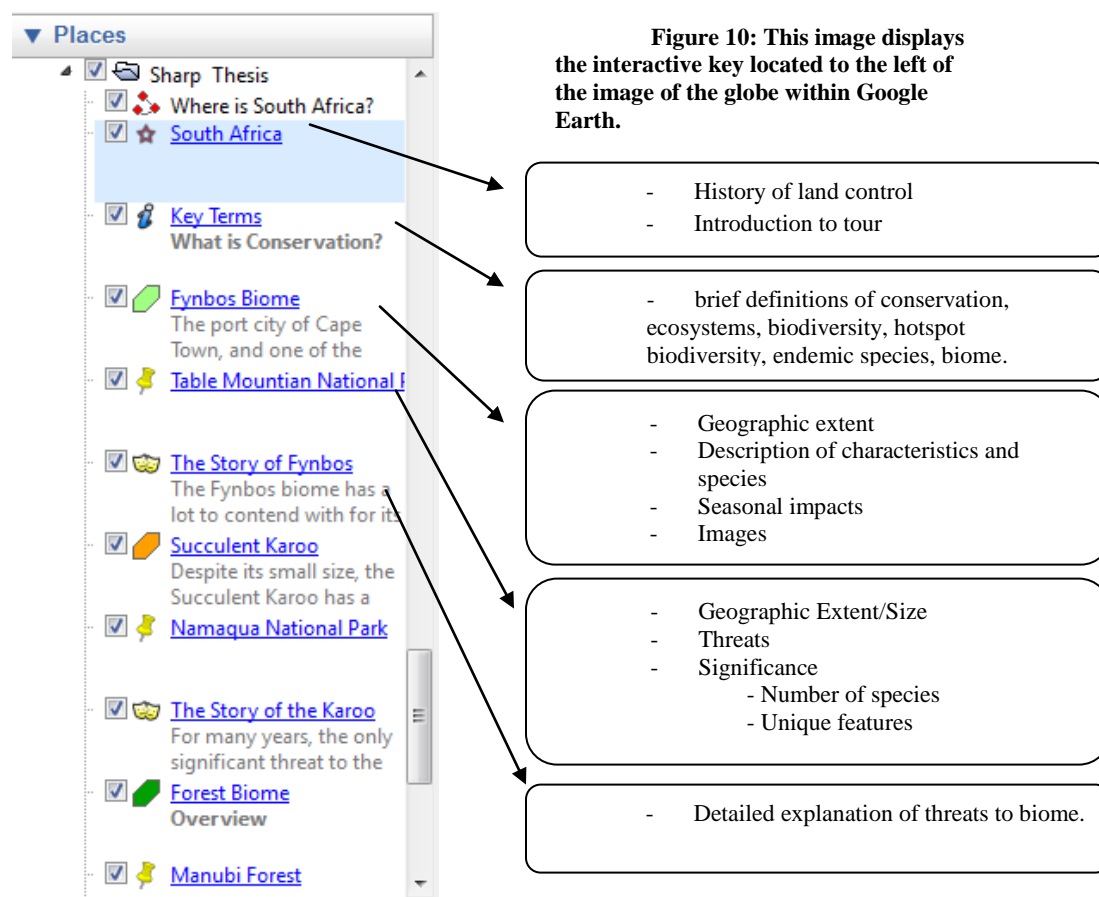 Places
Sharp Thesis
Where is South Africa?
South Africa
Key Terms
What is Conservation?
Fynbos Biome
The port city of Cape
Town, and one of the
Table Mountian National P
The Story of Fynbos
The Fynbos biome has a
lot to contend with for its
Succulent Karoo
Despite its small size, the
Succulent Karoo has a
Namaqua National Park
The Story of the Karoo
For many years, the only
significant threat to the
Forest Biome
Overview
Manubi Forest
Figure 10: This image displays
the interactive key located to the left of
the image of the globe within Google
Earth.
- History of land control
- Introduction to tour
- brief definitions of conservation,
ecosystems, biodiversity, hotspot
biodiversity, endemic species, biome.
- Geographic extent
- Description of characteristics and
species
- Seasonal impacts
- Images
- Geographic Extent/Size
- Threats
- Significance
- Number of species
- Unique features
- Detailed explanation of threats to biome.